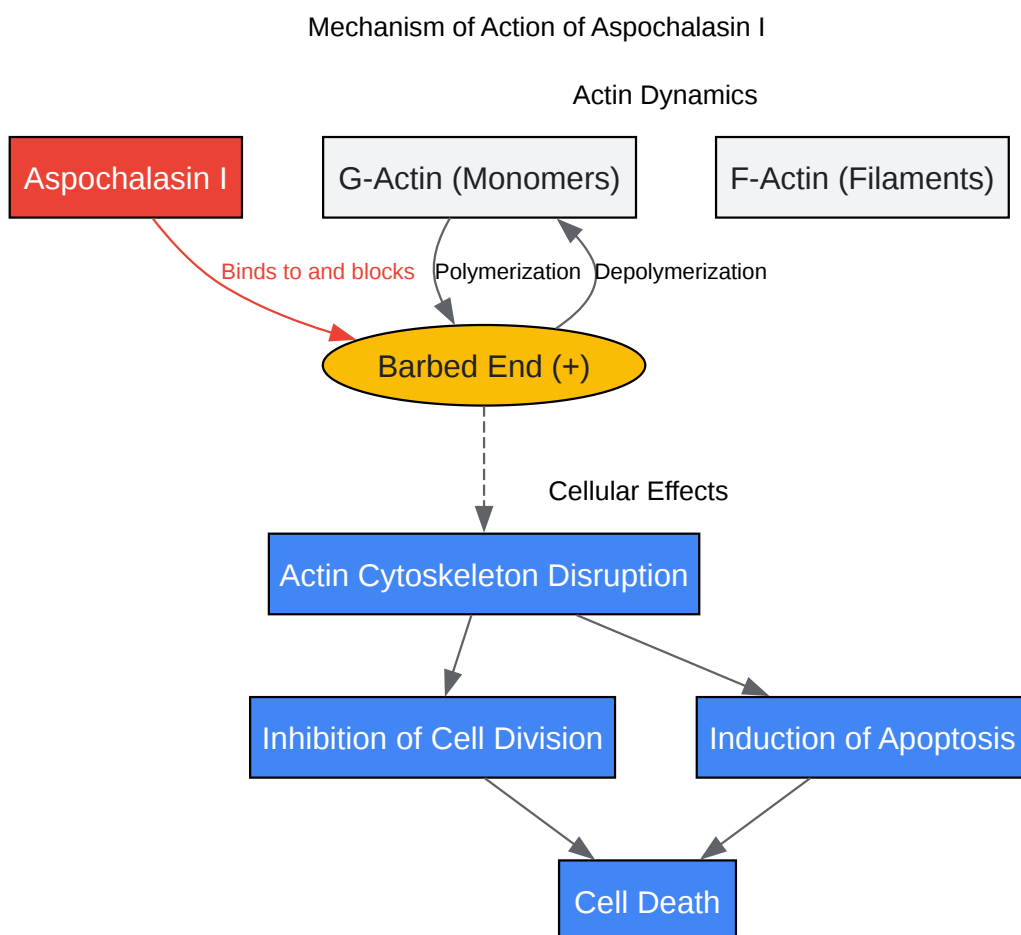 Mechanism of Action of Aspochalasin I
Actin Dynamics
Aspochalasin I
G-Actin (Monomers)
F-Actin (Filaments)
Binds to and blocks
Polymerization
Depolymerization
Barbed End (+)
Cellular Effects
Actin Cytoskeleton Disruption
Inhibition of Cell Division
Induction of Apoptosis
Cell Death